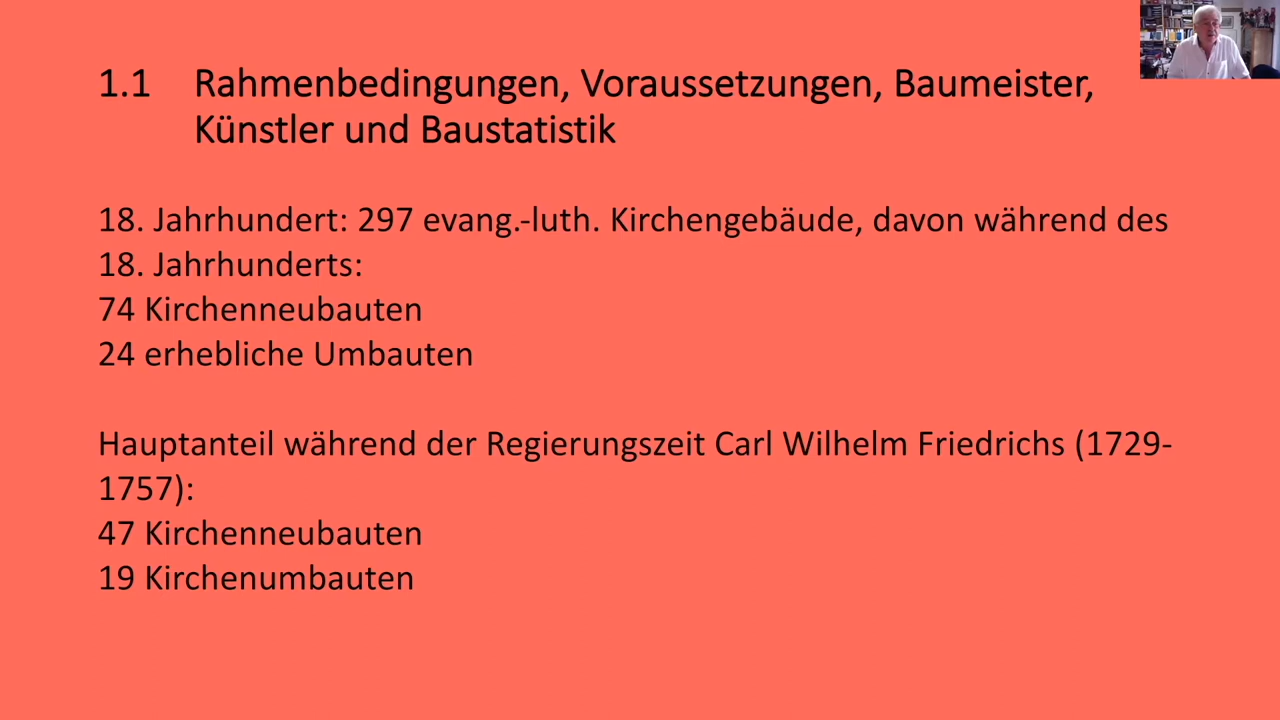 1.1 Rahmenbedingungen, Voraussetzungen, Baumeister,
Künstler und Baustatistik
18. Jahrhundert: 297 evang.-luth. Kirchengebäude, davon während des
18. Jahrhunderts:
74 Kirchenneubauten
24 erhebliche Umbauten
Hauptanteil während der Regierungszeit Carl Wilhelm Friedrichs (1729-
1757):
47 Kirchenneubauten
19 Kirchenumbauten